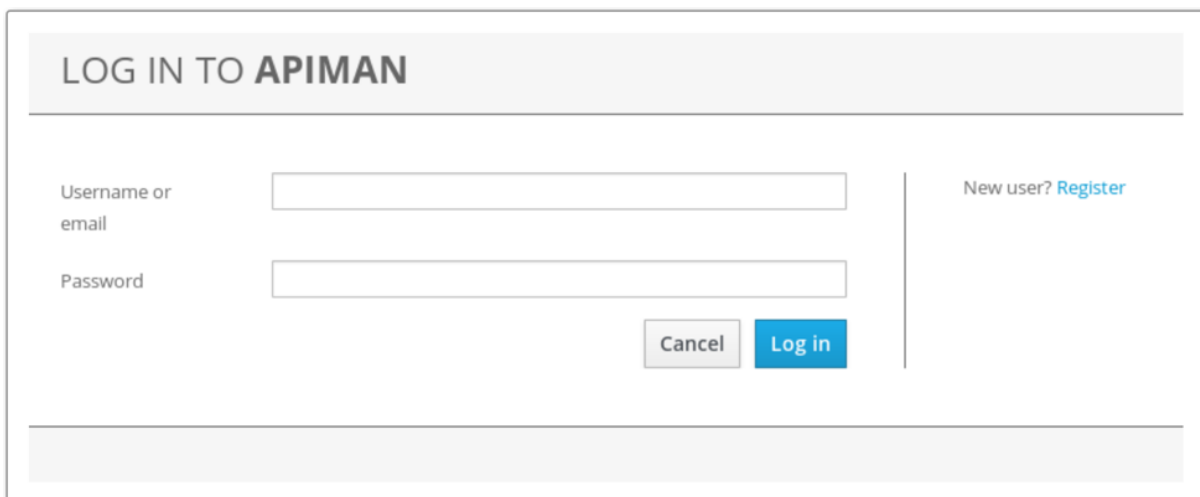 LOG IN TO APIMAN
Username or
email
Password
Cancel
Log in
New user? Register